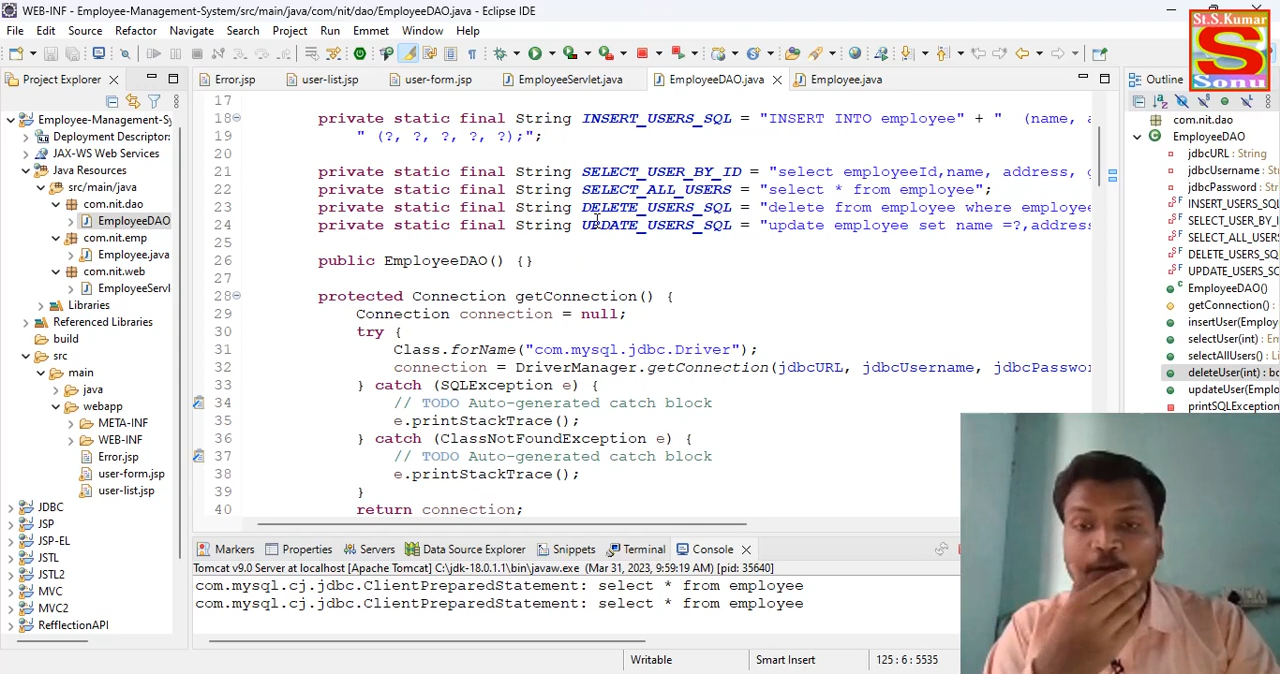 WEB-INF - Employee-Management-System/src/main/java/com/nit/dao/EmployeeDAO.java - Eclipse IDE
St.S.Kumar
S
Sonu
File Edit Source Refactor Navigate Search Project Run Emmet Window Help
Project Explorer
Error.jsp user-list.jsp user-form.jsp EmployeeServlet.java EmployeeDAO.java Employee.java
Outline
Employee-Management-Sy
Deployment Descriptor:
JAX-WS Web Services
Java Resources
src/main/java
com.nit.dao
EmployeeDAO
com.nit.emp
Employee.java
com.nit.web
EmployeeServl
Libraries
Referenced Libraries
build
src
main
java
webapp
META-INF
WEB-INF
Error.jsp
user-form.jsp
user-list.jsp
JDBC
JSP
JSP-EL
JSTL
JSTL2
MVC
MVC2
RefflectionAPI
17
18 private static final String INSERT_USERS_SQL = "INSERT INTO employee" + " (name, a
19 " (?, ?, ?, ?, ?);";
20
21 private static final String SELECT_USER_BY_ID = "select employeeId,name, address, g
22 private static final String SELECT_ALL_USERS = "select * from employee";
23 private static final String DELETE_USERS_SQL = "delete from employee where employee
24 private static final String UPDATE_USERS_SQL = "update employee set name =?,address
25
26 public EmployeeDAO() {}
27
28 protected Connection getConnection() {
29 Connection connection = null;
30 try {
31 Class.forName("com.mysql.jdbc.Driver");
32 connection = DriverManager.getConnection(jdbcURL, jdbcUsername, jdbcPasswor
33 } catch (SQLException e) {
34 // TODO Auto-generated catch block
35 e.printStackTrace();
36 } catch (ClassNotFoundException e) {
37 // TODO Auto-generated catch block
38 e.printStackTrace();
39 }
40 return connection;
com.nit.dao
EmployeeDAO
jdbcURL : String
jdbcUsername : String
jdbcPassword : String
INSERT_USERS_SQL
SELECT_USER_BY_I
SELECT_ALL_USERS
DELETE_USERS_SQL
UPDATE_USERS_SQ
EmployeeDAO()
getConnection() :
insertUser(Employ
selectUser(int) : Em
selectAllUsers() : Li
deleteUser(int) : bo
updateUser(Emplo
printSQLException
Markers Properties Servers Data Source Explorer Snippets Terminal Console
Tomcat v9.0 Server at localhost [Apache Tomcat] C:\jdk-18.0.1.1\bin\javaw.exe (Mar 31, 2023, 9:59:19 AM) [pid: 35640]
com.mysql.cj.jdbc.ClientPreparedStatement: select * from employee
com.mysql.cj.jdbc.ClientPreparedStatement: select * from employee
Writable Smart Insert 125 : 6 : 5535